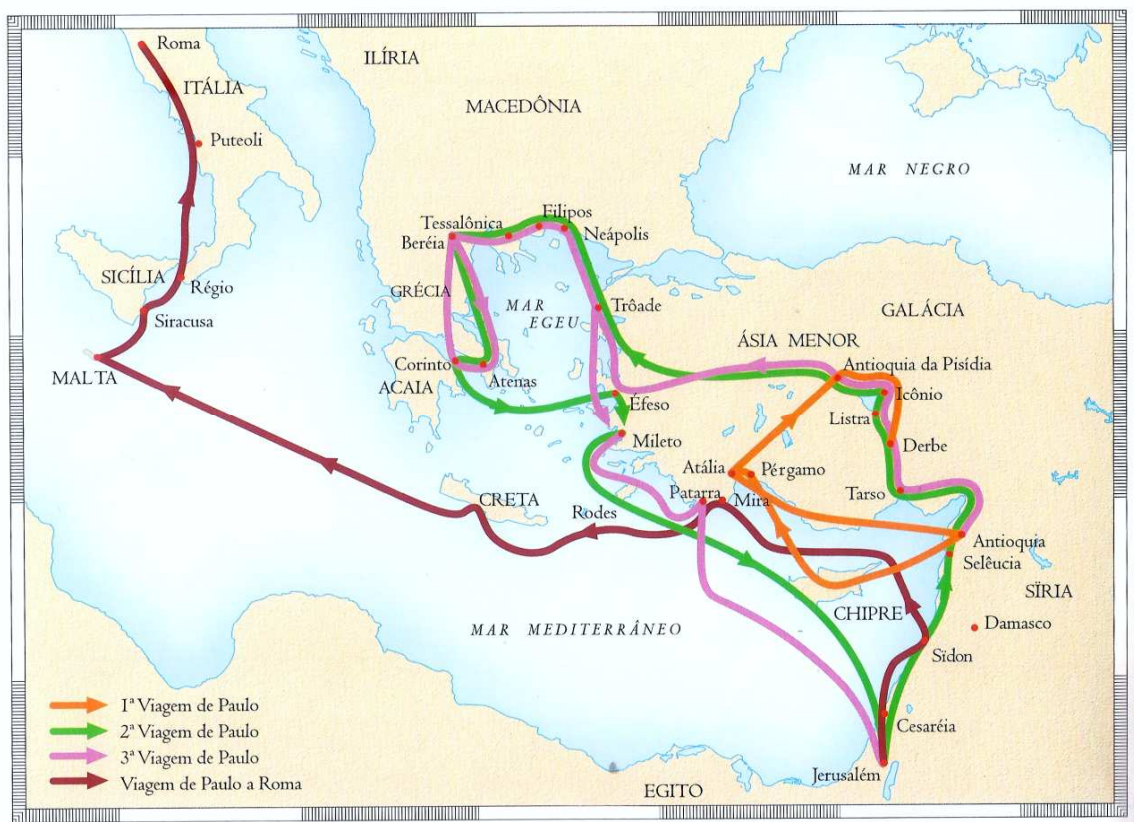 Roma
ILÍRIA
ITÁLIA
MACEDÔNIA
Puteoli
MAR NEGRO
Filipos
Tessalônica
Neápolis
Beréia
SICÍLIA
Régio
GRÉCIA
MAR
EGEU
Trôade
GALÁCIA
Siracusa
ÁSIA MENOR
Antioquia da Pisídia
Corinto
MALTA
ACAIA
Atenas
Icônio
Éfeso
Listra
Mileto
Derbe
Atália
Pérgamo
Patarra
Mira
Tarso
CRETA
Rodes
Antioquia
Selêucia
SÏRIA
CHIPRE
Damasco
MAR MEDITERRÂNEO
Sïdon
1ª Viagem de Paulo
2ª Viagem de Paulo
3ª Viagem de Paulo
Viagem de Paulo a Roma
Cesaréia
Jerusalém
EGITO